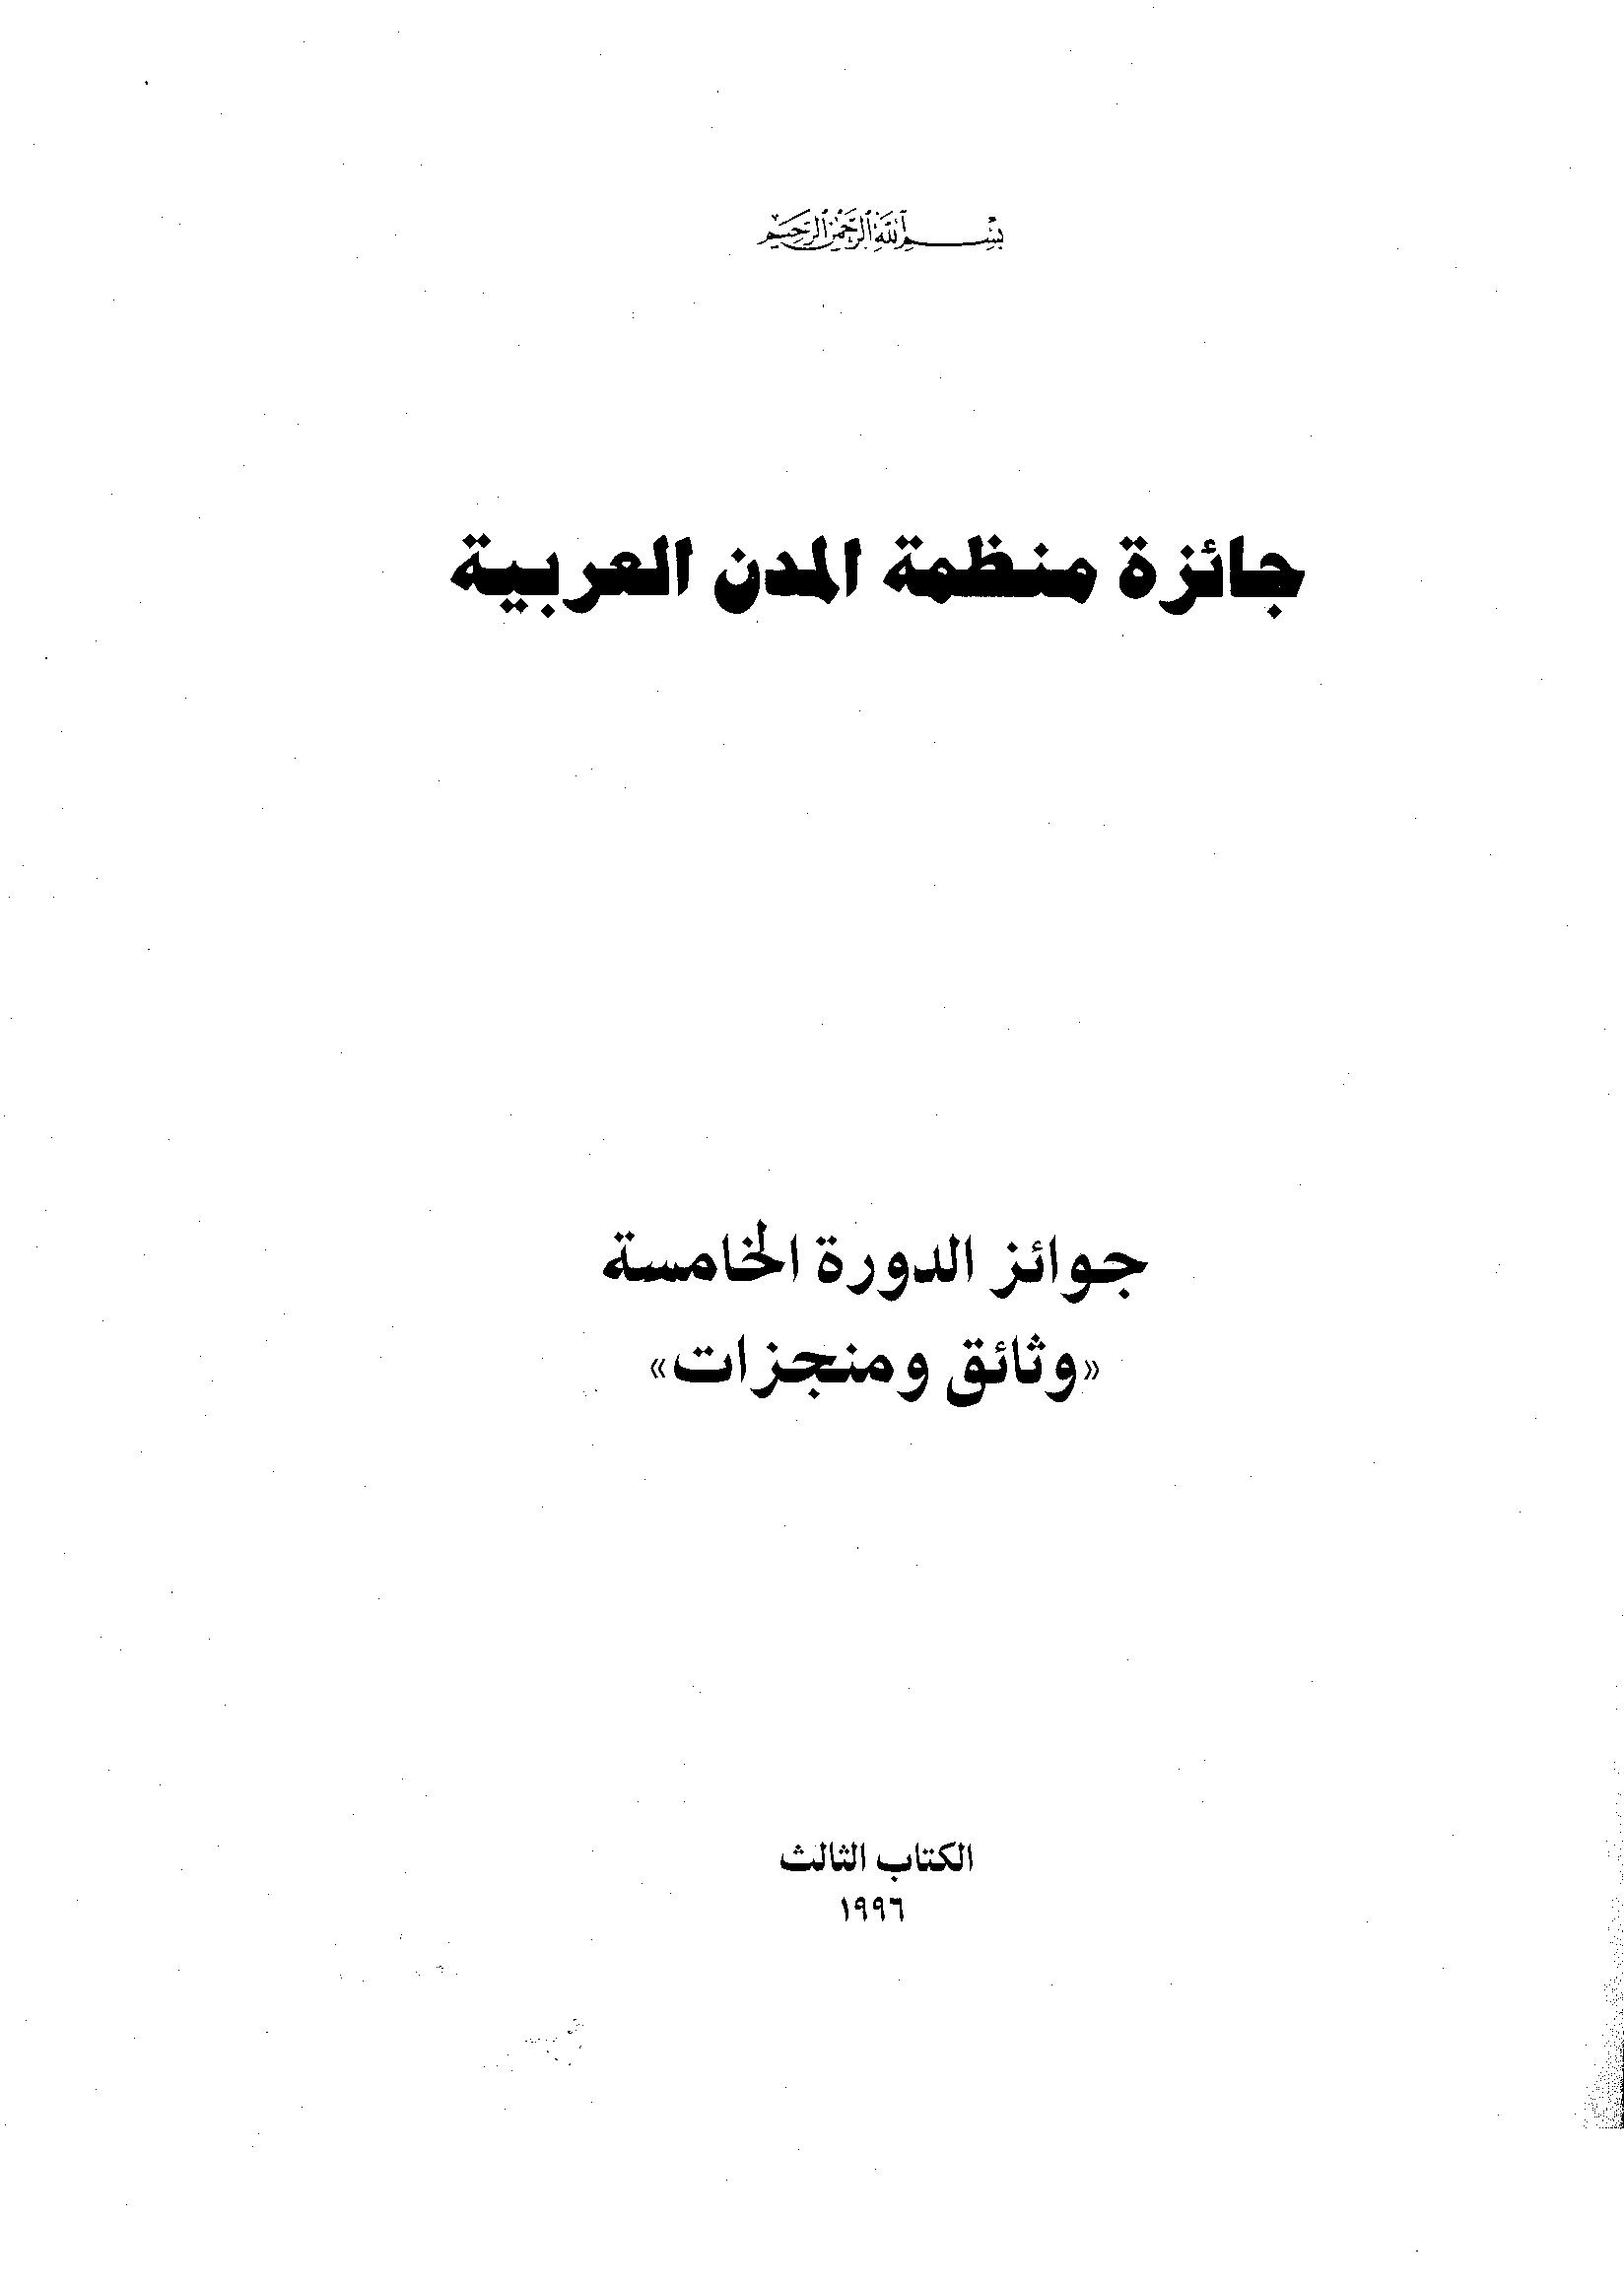 بسم الله الرحمن الرحيم
جائزة منظمة المدن العربية
جوائز الدورة الخامسة
«وثائق ومنجزات»
الكتاب الثالث
١٩٩٦